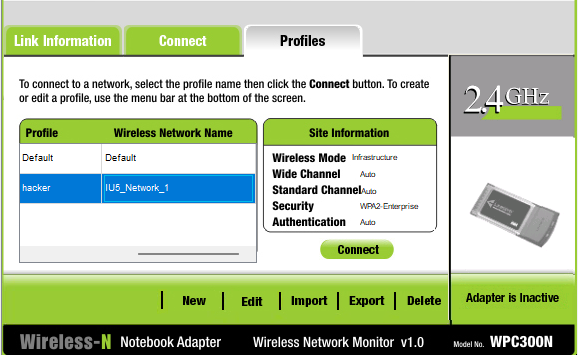 Link Information
Connect
Profiles
To connect to a network, select the profile name then click the Connect button. To create
or edit a profile, use the menu bar at the bottom of the screen.
2.4GHz
Profile
Wireless Network Name
Default
Default
hacker
IU5_Network_1
Site Information
Wireless Mode Infrastructure
Wide Channel Auto
Standard Channel Auto
Security WPA2-Enterprise
Authentication Auto
Connect
New
Edit
Import
Export
Delete
Adapter is Inactive
Wireless-N Notebook Adapter
Wireless Network Monitor v1.0
Model No. WPC300N